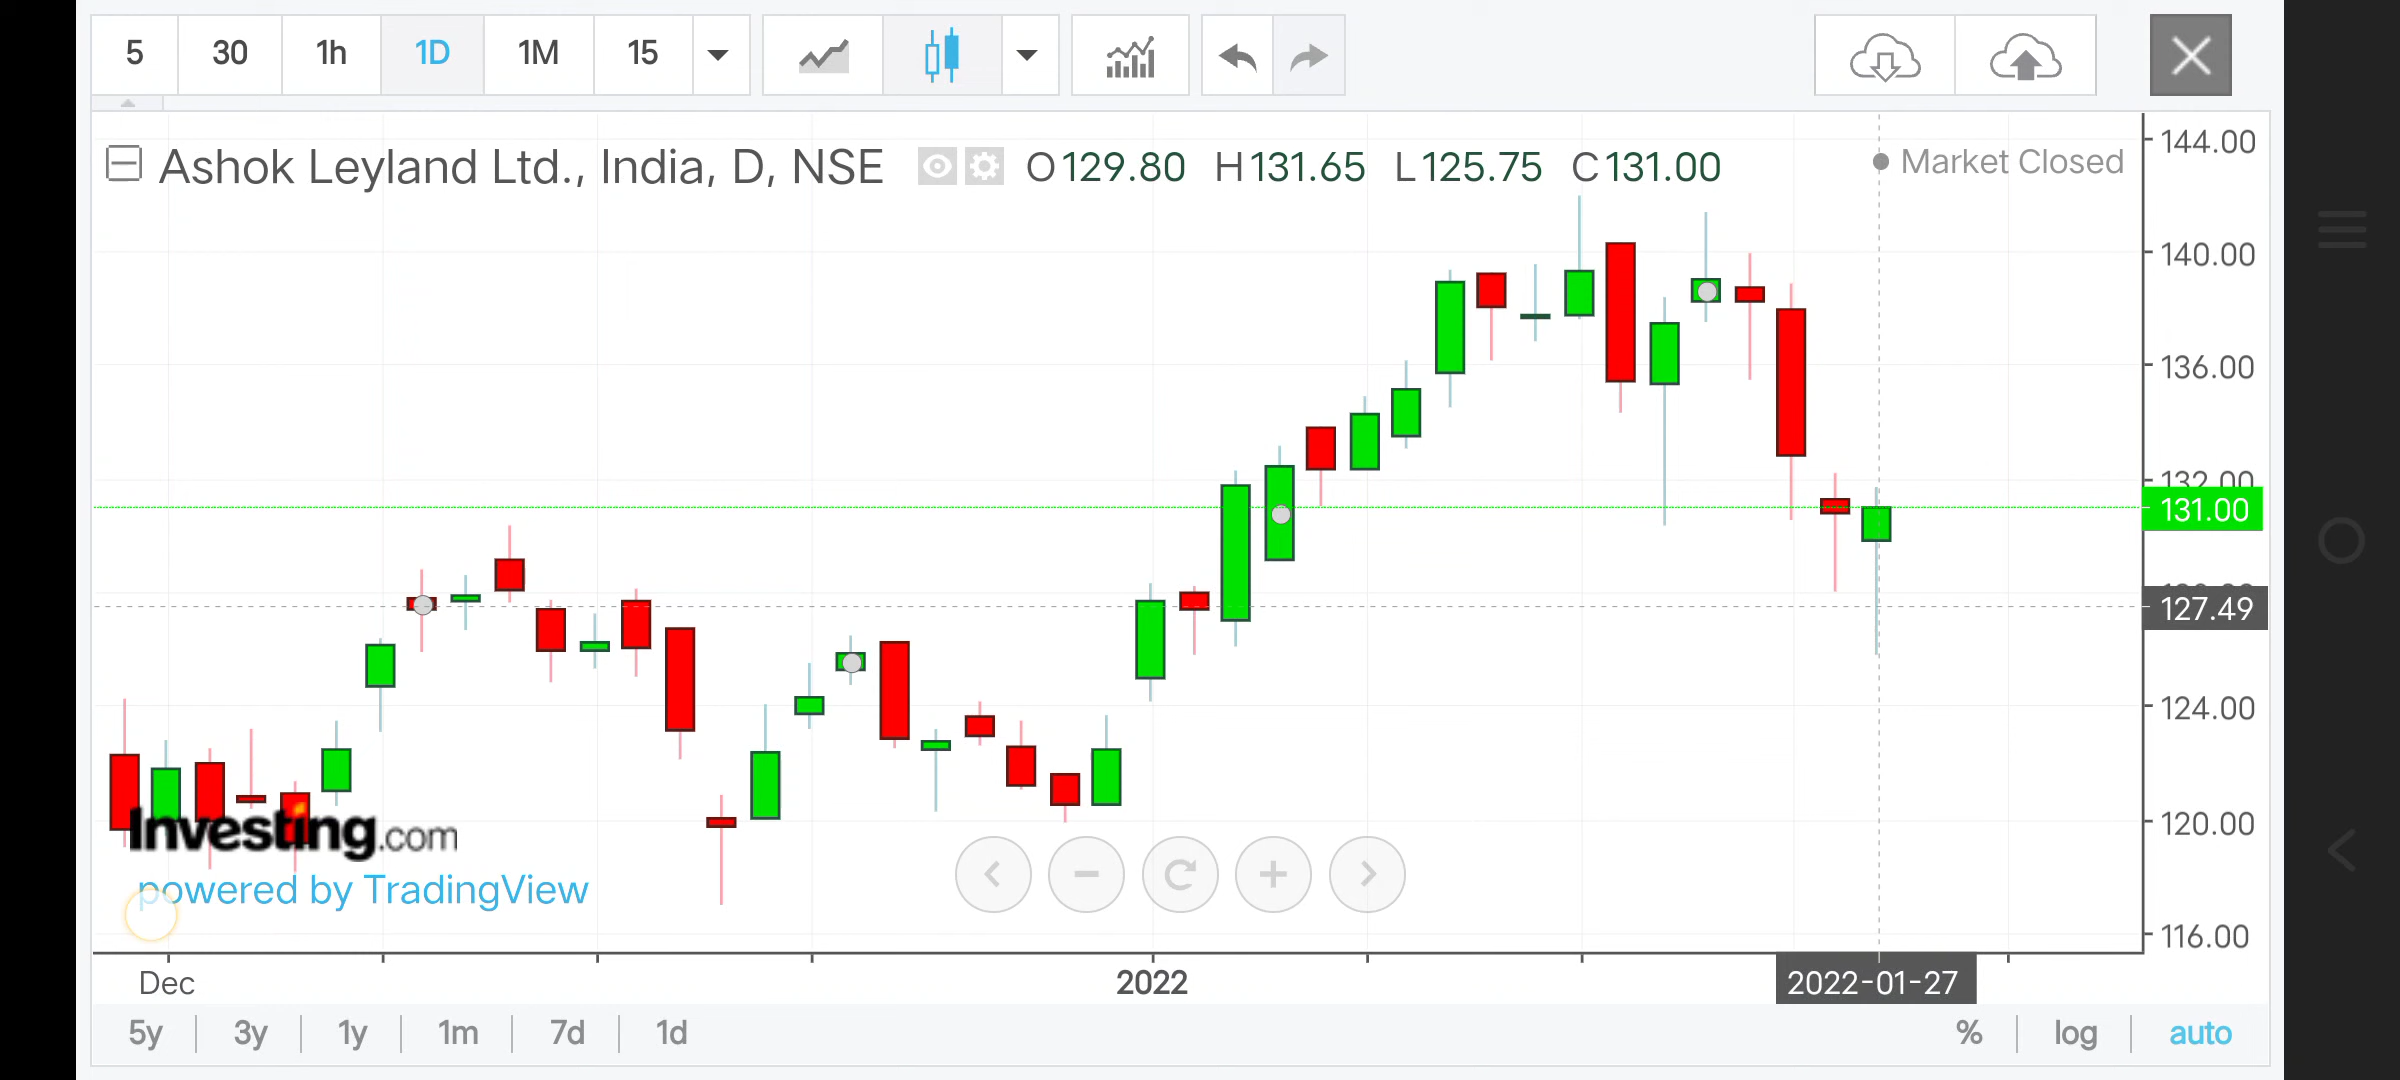 5 30 1h 1D 1M 15
Ashok Leyland Ltd., India, D, NSE O129.80 H131.65 L125.75 C131.00
Market Closed
144.00
140.00
136.00
132.00
131.00
127.49
124.00
120.00
116.00
Investing.com
powered by TradingView
Dec 2022 2022-01-27
5y 3y 1y 1m 7d 1d % log auto